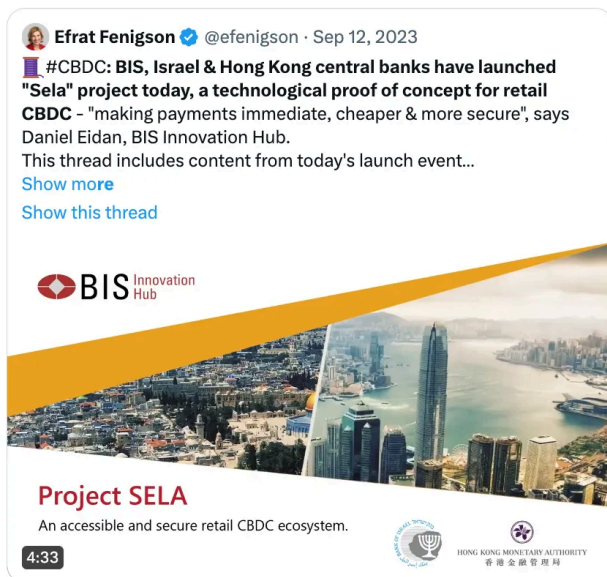 Efrat Fenigson @efenigson · Sep 12, 2023
🧵 #CBDC: BIS, Israel & Hong Kong central banks have launched
"Sela" project today, a technological proof of concept for retail
CBDC - "making payments immediate, cheaper & more secure", says
Daniel Eidan, BIS Innovation Hub.
This thread includes content from today's launch event...
Show more
Show this thread
BIS Innovation
Hub
Project SELA
An accessible and secure retail CBDC ecosystem.
HONG KONG MONETARY AUTHORITY
香港金融管理局
4:33